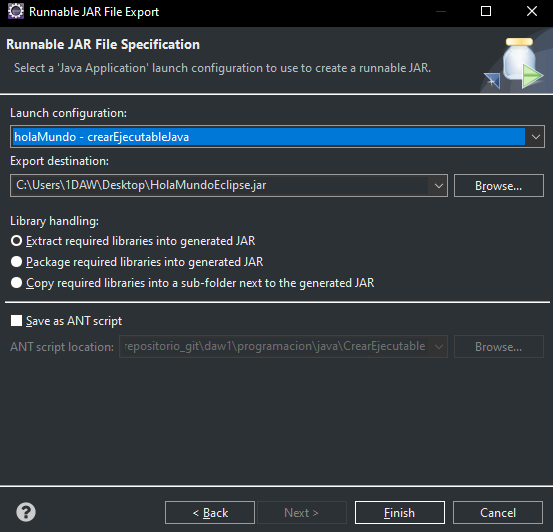 Runnable JAR File Export
Runnable JAR File Specification
Select a 'Java Application' launch configuration to use to create a runnable JAR.
Launch configuration:
holaMundo - crearEjecutableJava
Export destination:
C:\Users\1DAW\Desktop\HolaMundoEclipse.jar
Browse...
Library handling:
Extract required libraries into generated JAR
Package required libraries into generated JAR
Copy required libraries into a sub-folder next to the generated JAR
Save as ANT script
ANT script location:
repositorio_git\daw1\programacion\java\CrearEjecutable
Browse...
?
< Back
Next >
Finish
Cancel